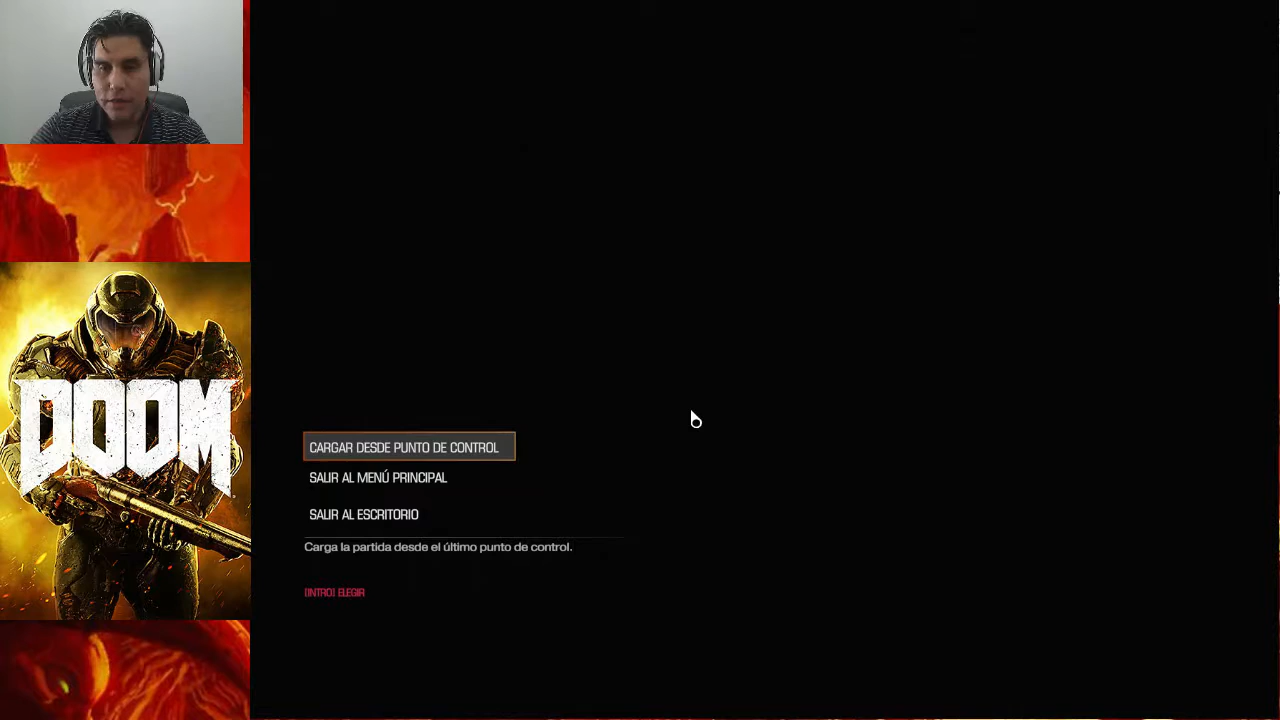 DOOM
CARGAR DESDE PUNTO DE CONTROL
SALIR AL MENÚ PRINCIPAL
SALIR AL ESCRITORIO
Carga la partida desde el último punto de control.
[INTRO] ELEGIR